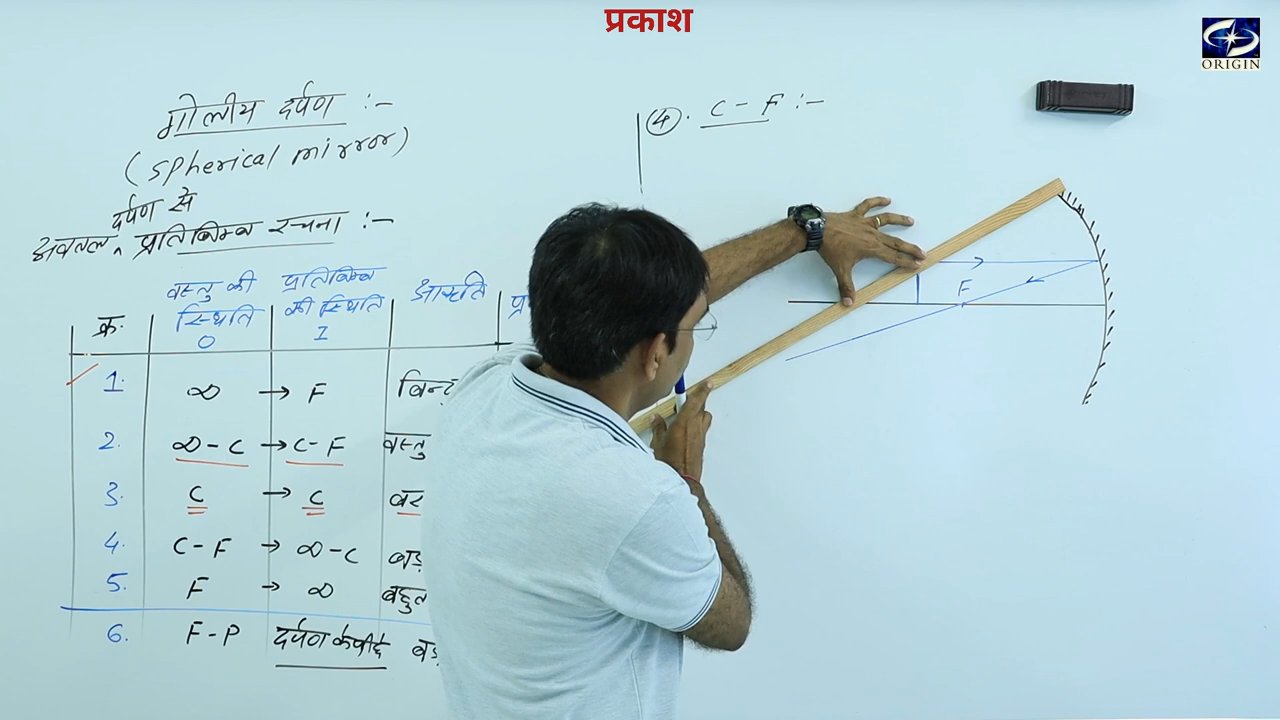 प्रकाश
ORIGIN
गोलीय दर्पण :-
(Spherical mirror)
दर्पण से
अवतल ^ प्रतिबिम्ब रचना :-
क्र. वस्तु की स्थिति O प्रतिबिम्ब की स्थिति I आकृति
1. ∞ → F
2. ∞ - C → C - F वस्तु
3. C → C
4. C - F → ∞ - C
5. F → ∞
6. F - P दर्पण के पीछे
④. C - F :-
F